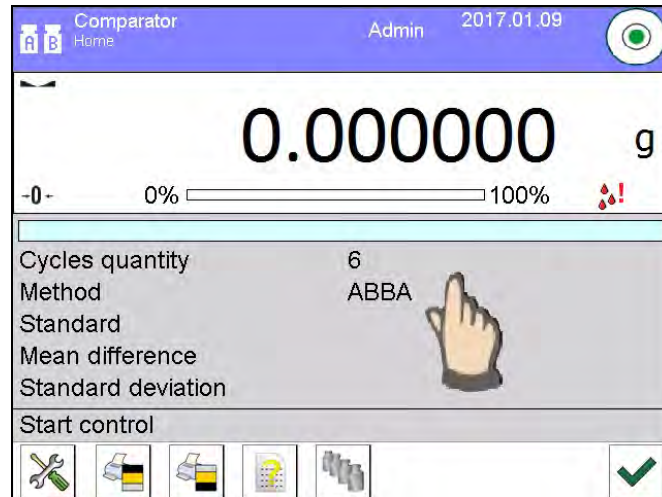 Comparator Admin 2017.01.09
A B Home
0.000000 g
-0- 0% 100% !
Cycles quantity 6
Method ABBA
Standard
Mean difference
Standard deviation
Start control
?